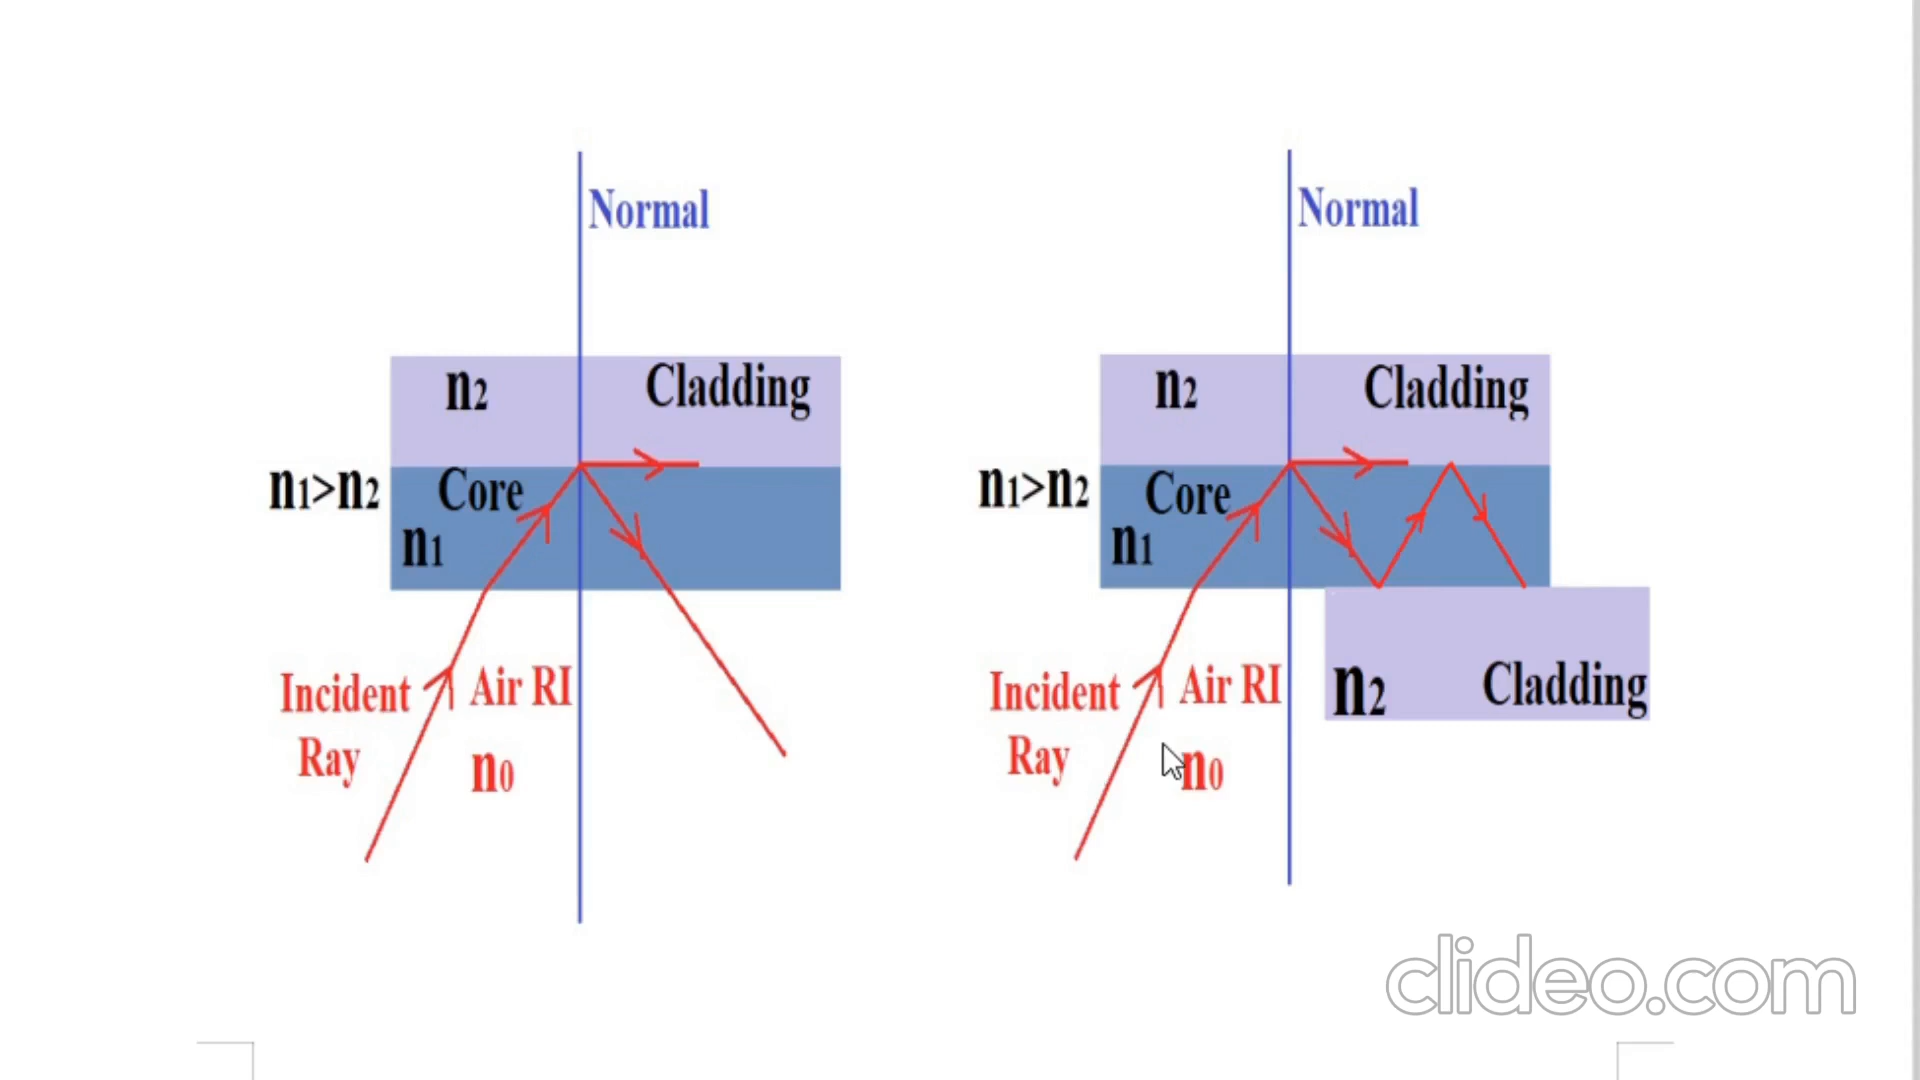 Normal
n2 Cladding
n1>n2
Core
n1
Incident
Ray
Air RI
n0
Normal
n2 Cladding
n1>n2
Core
n1
Incident
Ray
Air RI
n0
n2 Cladding
clideo.com